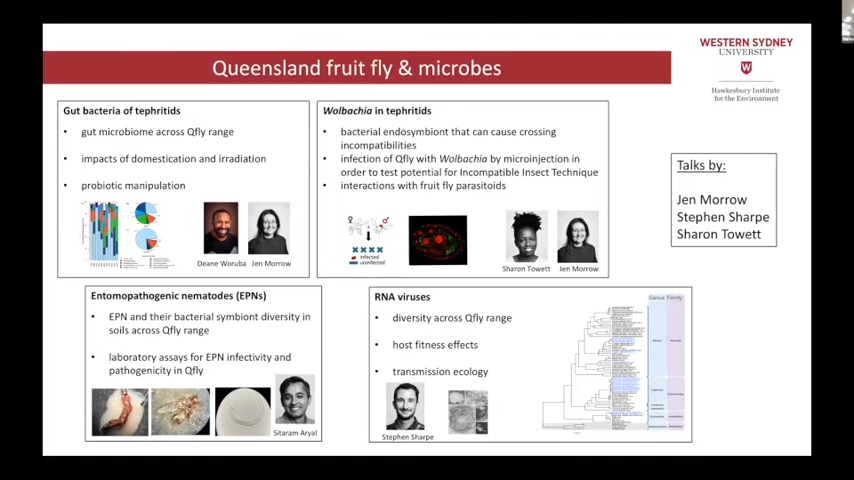 Queensland fruit fly & microbes
WESTERN SYDNEY
UNIVERSITY
W
Hawkesbury Institute
for the Environment
Gut bacteria of tephritids
• gut microbiome across Qfly range
• impacts of domestication and irradiation
• probiotic manipulation
Deane Woruba
Jen Morrow
Wolbachia in tephritids
• bacterial endosymbiont that can cause crossing
incompatibilities
• infection of Qfly with Wolbachia by microinjection in
order to test potential for Incompatible Insect Technique
• interactions with fruit fly parasitoids
infected
uninfected
Sharon Towett
Jen Morrow
Talks by:
Jen Morrow
Stephen Sharpe
Sharon Towett
Entomopathogenic nematodes (EPNs)
• EPN and their bacterial symbiont diversity in
soils across Qfly range
• laboratory assays for EPN infectivity and
pathogenicity in Qfly
Sitaram Aryal
RNA viruses
• diversity across Qfly range
• host fitness effects
• transmission ecology
Stephen Sharpe
Genus Family